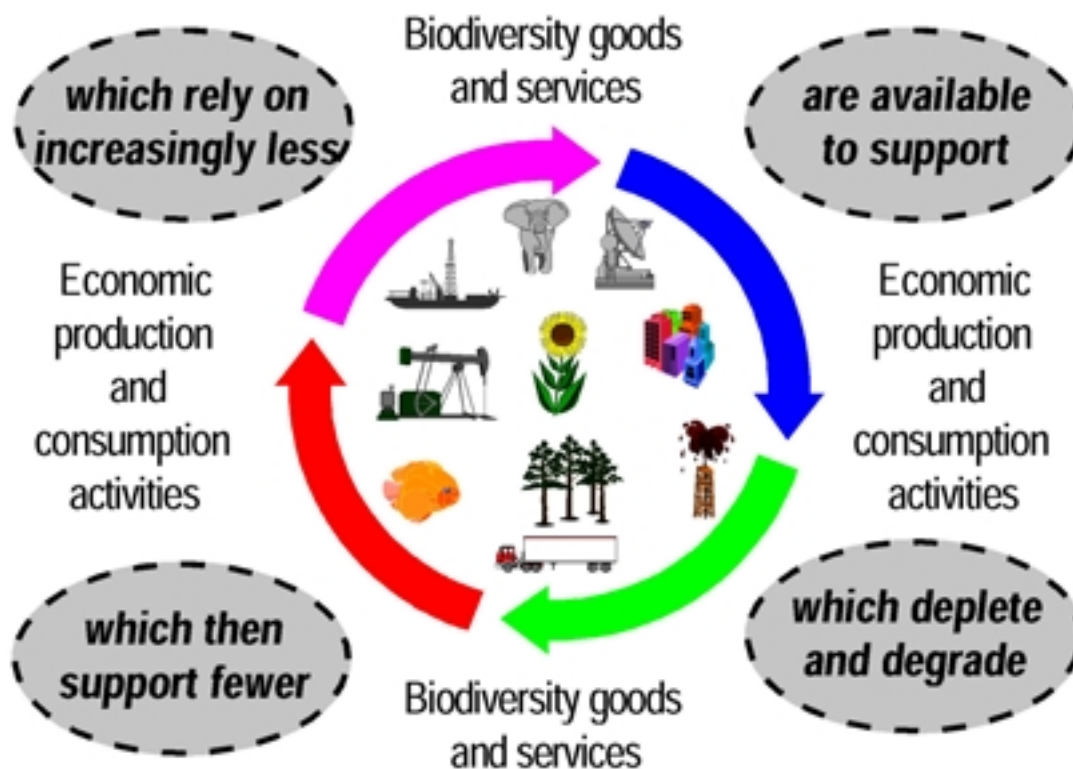 Biodiversity goods
and services
are available
to support
Economic
production
and
consumption
activities
which deplete
and degrade
Biodiversity goods
and services
which then
support fewer
Economic
production
and
consumption
activities
which rely on
increasingly less